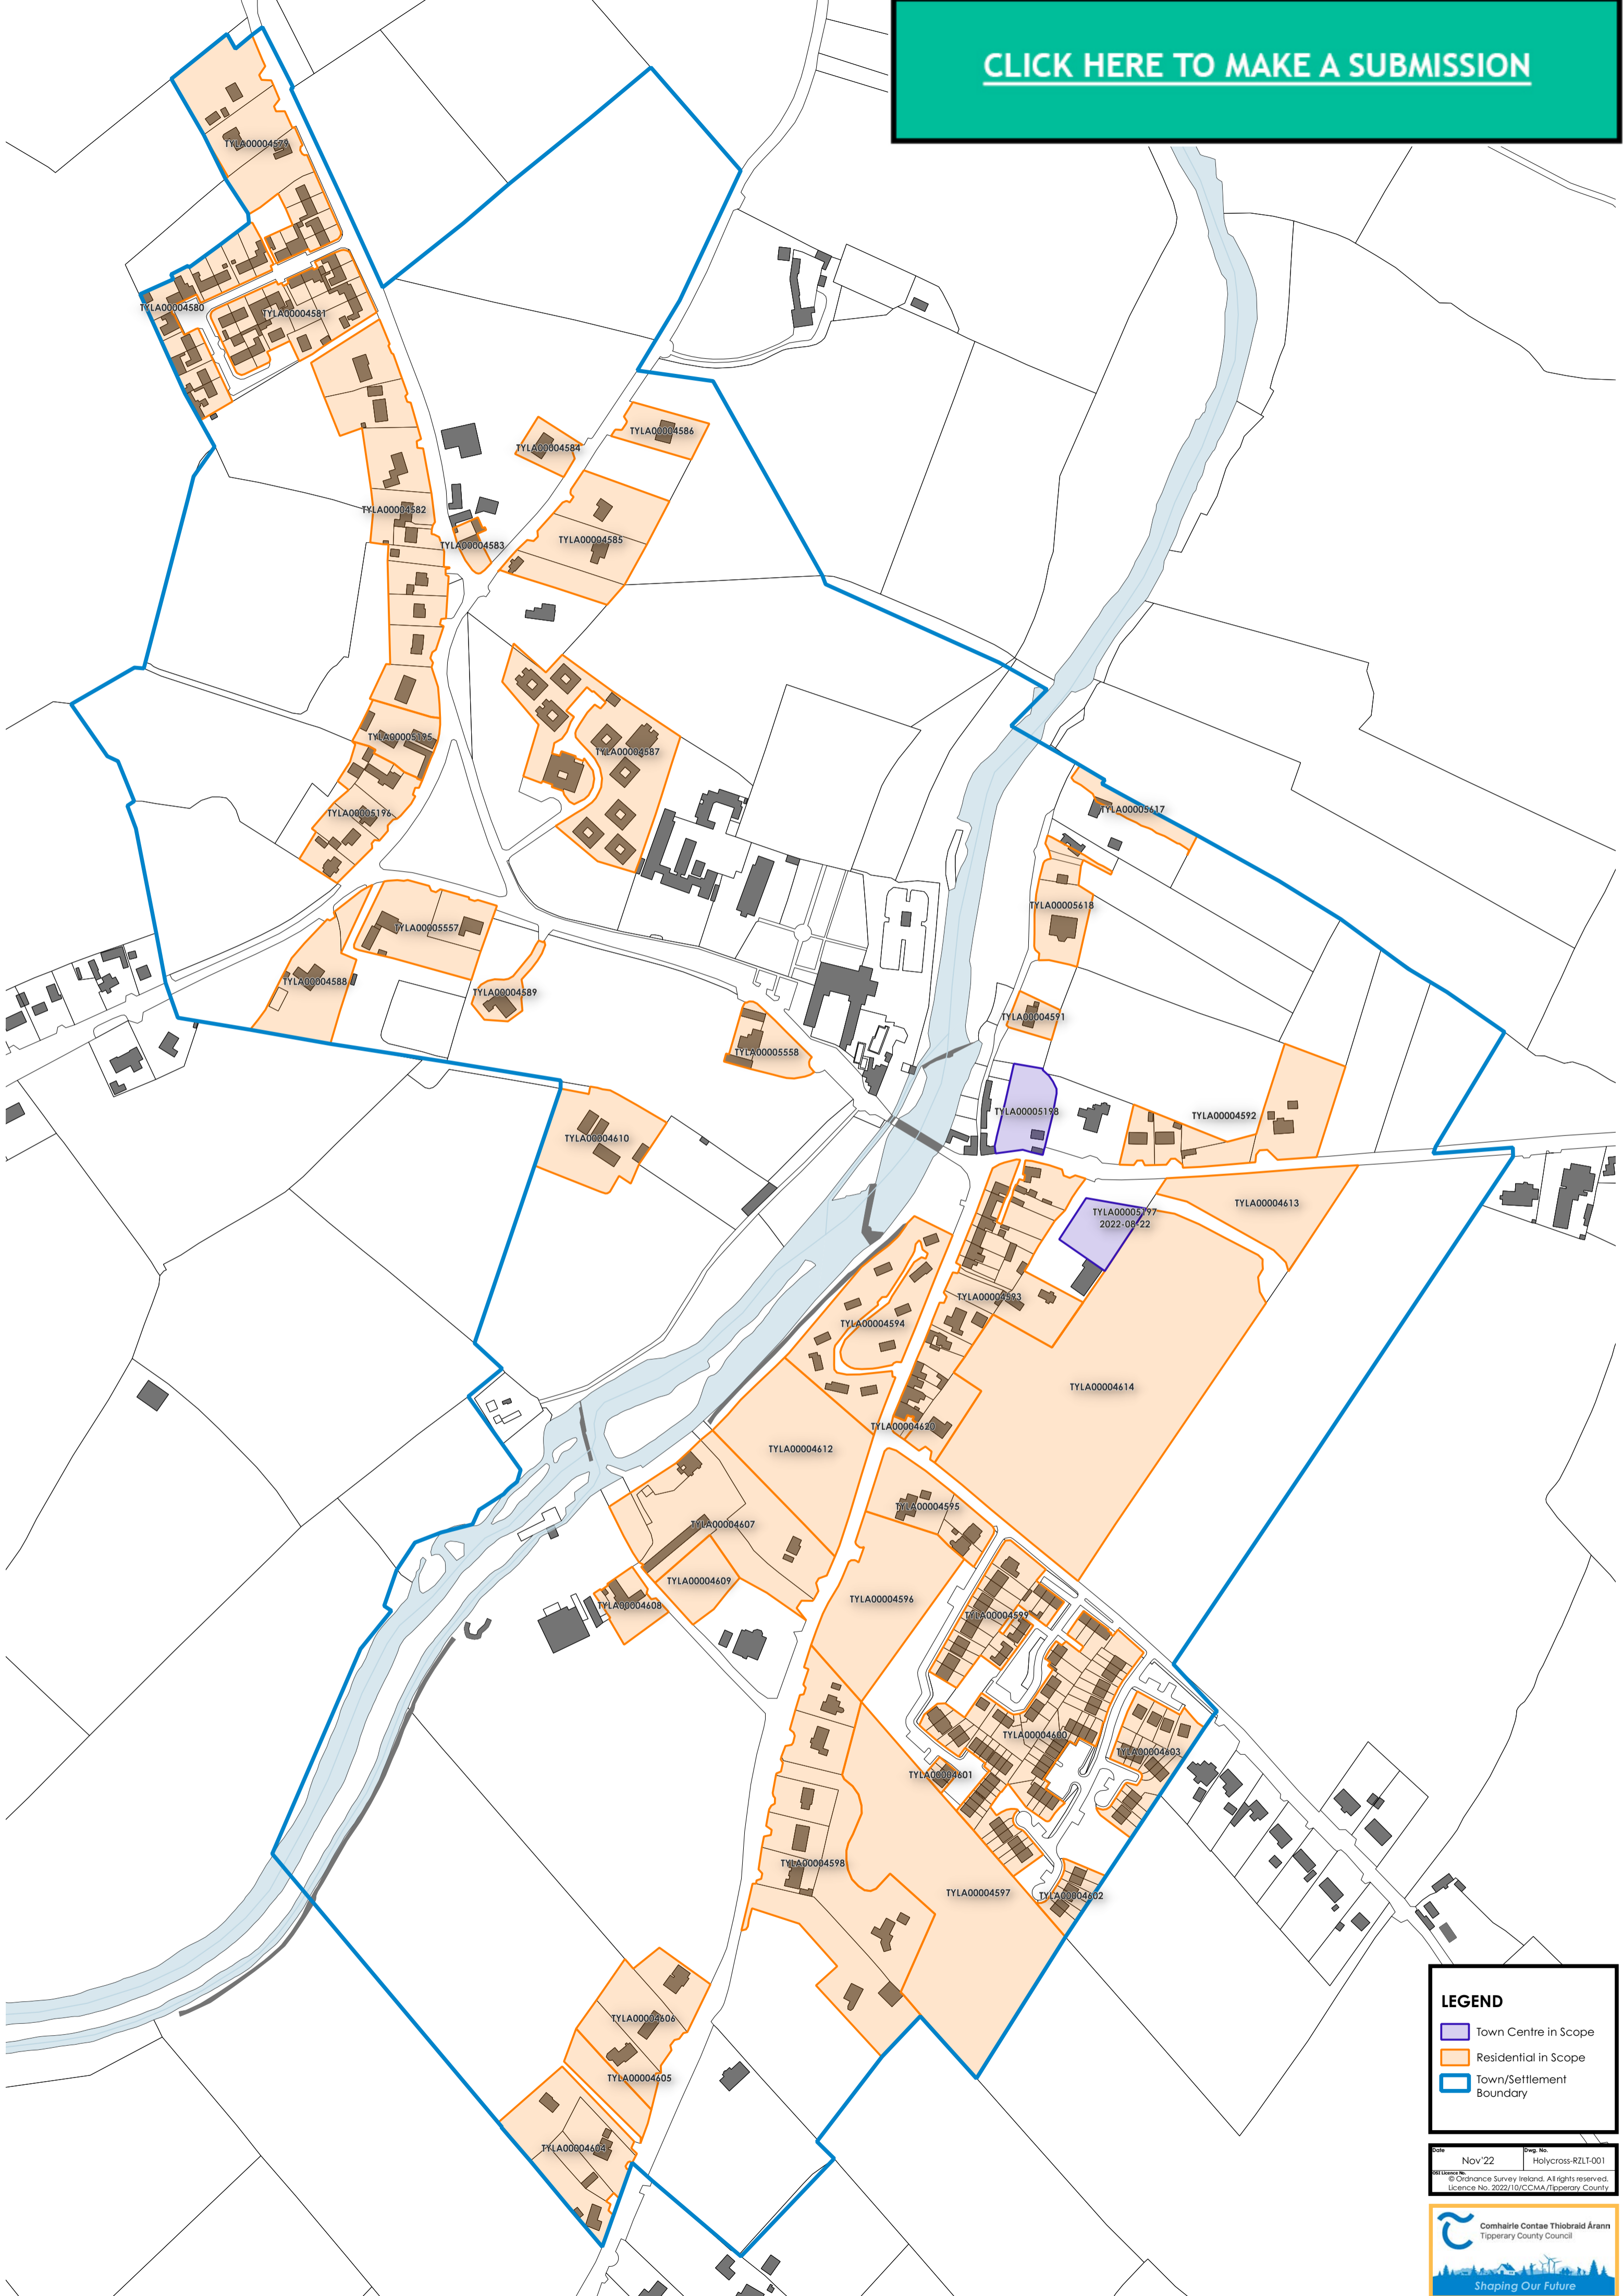 CLICK HERE TO MAKE A SUBMISSION
TYLA00004579
TYLA00004580
TYLA00004581
TYLA00004586
TYLA00004584
TYLA00004582
TYLA00004583
TYLA00004585
TYLA00005195
TYLA00004587
TYLA00005196
TYLA00005617
TYLA00005618
TYLA00005557
TYLA00004588
TYLA00004589
TYLA00004591
TYLA00005558
TYLA00005198
TYLA00004592
TYLA00004610
TYLA00004613
TYLA00005197
2022-08-22
TYLA00004593
TYLA00004594
TYLA00004614
TYLA00004620
TYLA00004612
TYLA00004595
TYLA00004607
TYLA00004609
TYLA00004596
TYLA00004608
TYLA00004599
TYLA00004600
TYLA00004603
TYLA00004601
TYLA00004598
TYLA00004597
TYLA00004602
TYLA00004606
TYLA00004605
TYLA00004604
LEGEND
Town Centre in Scope
Residential in Scope
Town/Settlement
Boundary
Date
Nov'22
Dwg. No.
Holycross-RZLT-001
OSI Licence No.
© Ordnance Survey Ireland. All rights reserved.
Licence No. 2022/10/CCMA/Tipperary County
Comhairle Contae Thiobraid Árann
Tipperary County Council
Shaping Our Future